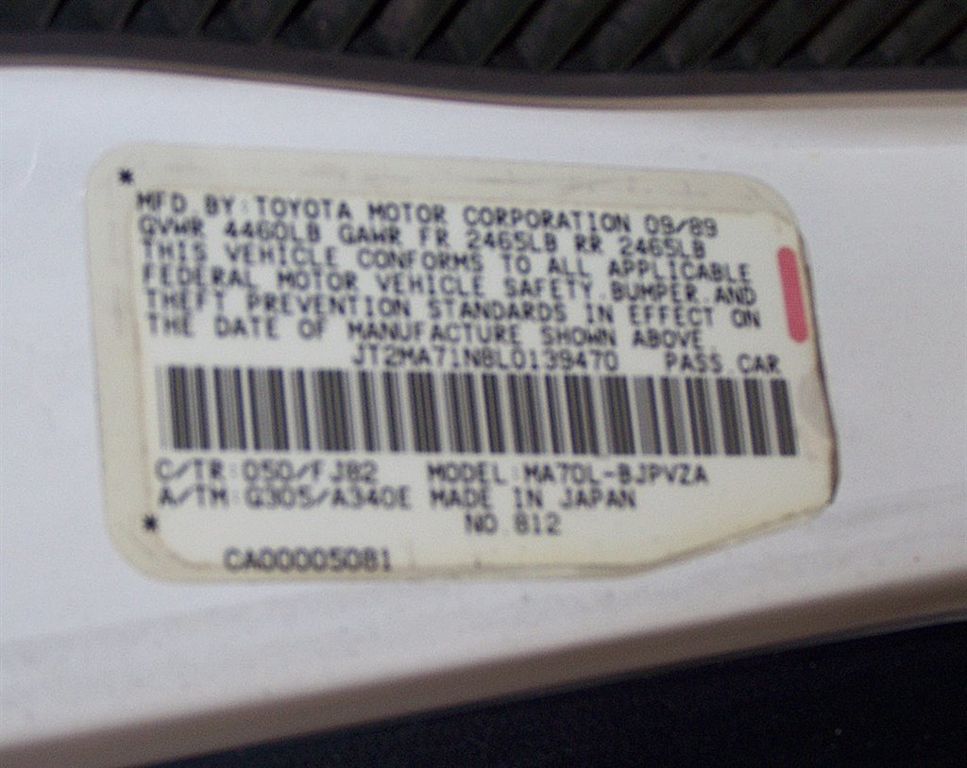 *
MFD BY: TOYOTA MOTOR CORPORATION 09/89
GVWR 4460LB GAWR FR 2465LB RR 2465LB
THIS VEHICLE CONFORMS TO ALL APPLICABLE
FEDERAL MOTOR VEHICLE SAFETY, BUMPER, AND
THEFT PREVENTION STANDARDS IN EFFECT ON
THE DATE OF MANUFACTURE SHOWN ABOVE.
JT2MA71N8L0139470 PASS. CAR
C/TR: 050/FJ82 MODEL: MA70L-BJPVZA
A/TM: G305/A340E MADE IN JAPAN
* NO. 812
CA00005081